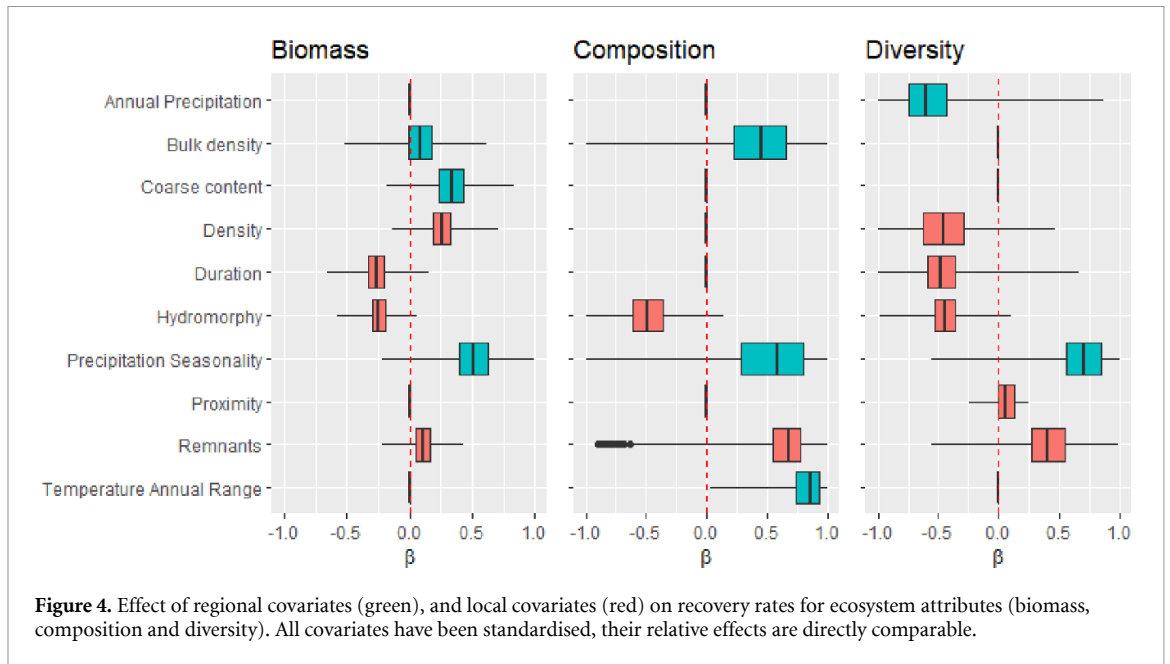 Biomass
Composition
Diversity
Annual Precipitation
Bulk density
Coarse content
Density
Duration
Hydromorphy
Precipitation Seasonality
Proximity
Remnants
Temperature Annual Range
-1.0 -0.5 0.0 0.5 1.0
-1.0 -0.5 0.0 0.5 1.0
-1.0 -0.5 0.0 0.5 1.0
β
β
β
Figure 4. Effect of regional covariates (green), and local covariates (red) on recovery rates for ecosystem attributes (biomass,
composition and diversity). All covariates have been standardised, their relative effects are directly comparable.